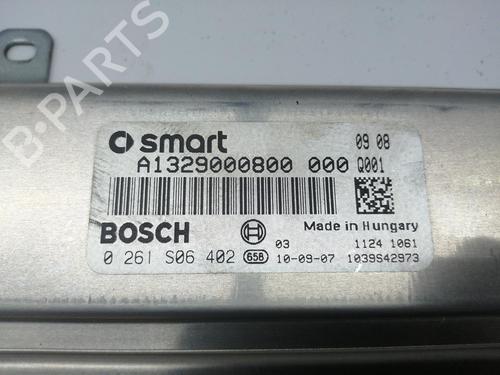 smart 09 08
A1329000800 000 Q001
BOSCH Made in Hungary
03 1124 1061
0 261 S06 402 658 10-09-07 1039S42973
B-PARTS